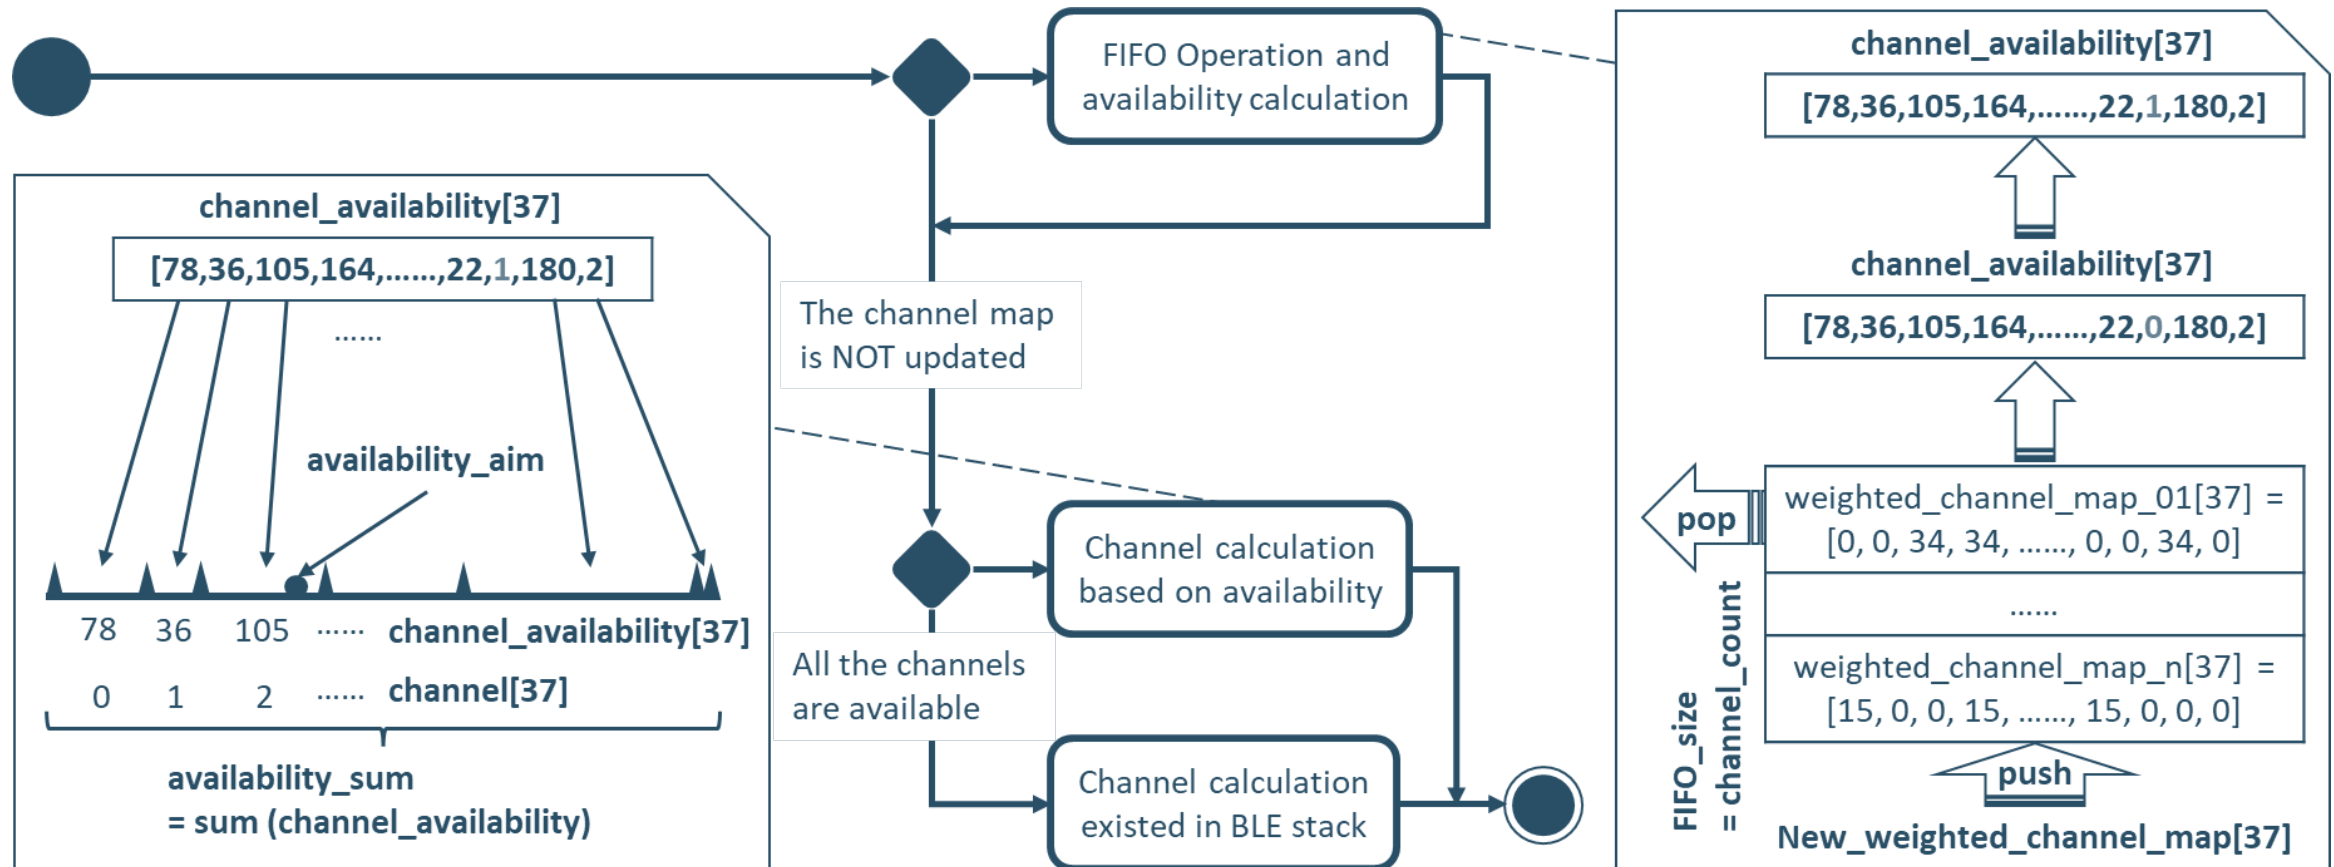 FIFO Operation and
availability calculation
channel_availability[37]
[78,36,105,164,......,22,1,180,2]
channel_availability[37]
[78,36,105,164,......,22,0,180,2]
pop
weighted_channel_map_01[37] =
[0, 0, 34, 34, ......, 0, 0, 34, 0]
......
weighted_channel_map_n[37] =
[15, 0, 0, 15, ......, 15, 0, 0, 0]
FIFO_size
= channel_count
push
New_weighted_channel_map[37]
channel_availability[37]
[78,36,105,164,......,22,1,180,2]
......
availability_aim
78 36 105 ...... channel_availability[37]
0 1 2 ...... channel[37]
availability_sum
= sum (channel_availability)
The channel map
is NOT updated
Channel calculation
based on availability
All the channels
are available
Channel calculation
existed in BLE stack